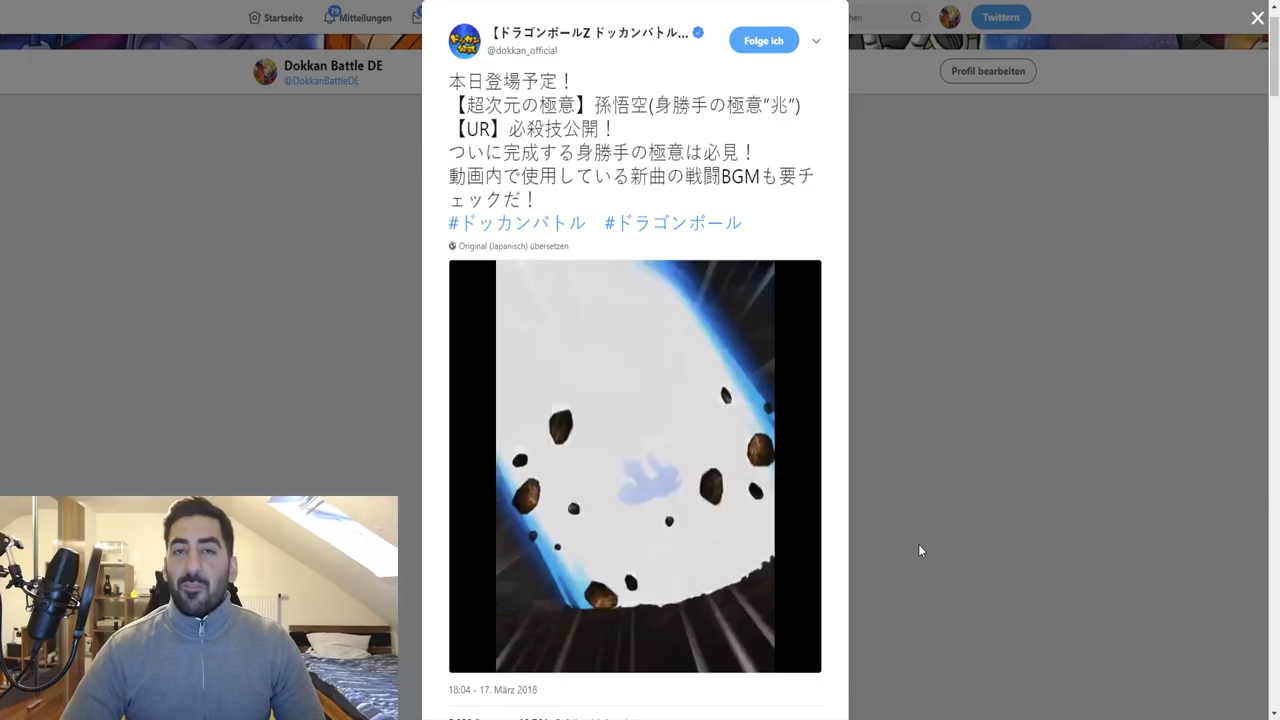 Startseite
79
Mitteilungen
hen
Twittern
Dokkan Battle DE
@DokkanBattleDE
Profil bearbeiten
【ドラゴンボールZ ドッカンバトル...
@dokkan_official
Folge ich
本日登場予定！
【超次元の極意】孫悟空(身勝手の極意“兆”)
【UR】必殺技公開！
ついに完成する身勝手の極意は必見！
動画内で使用している新曲の戦闘BGMも要チ
ェックだ！
#ドッカンバトル　#ドラゴンボール
Original (Japanisch) übersetzen
18:04 - 17. März 2018